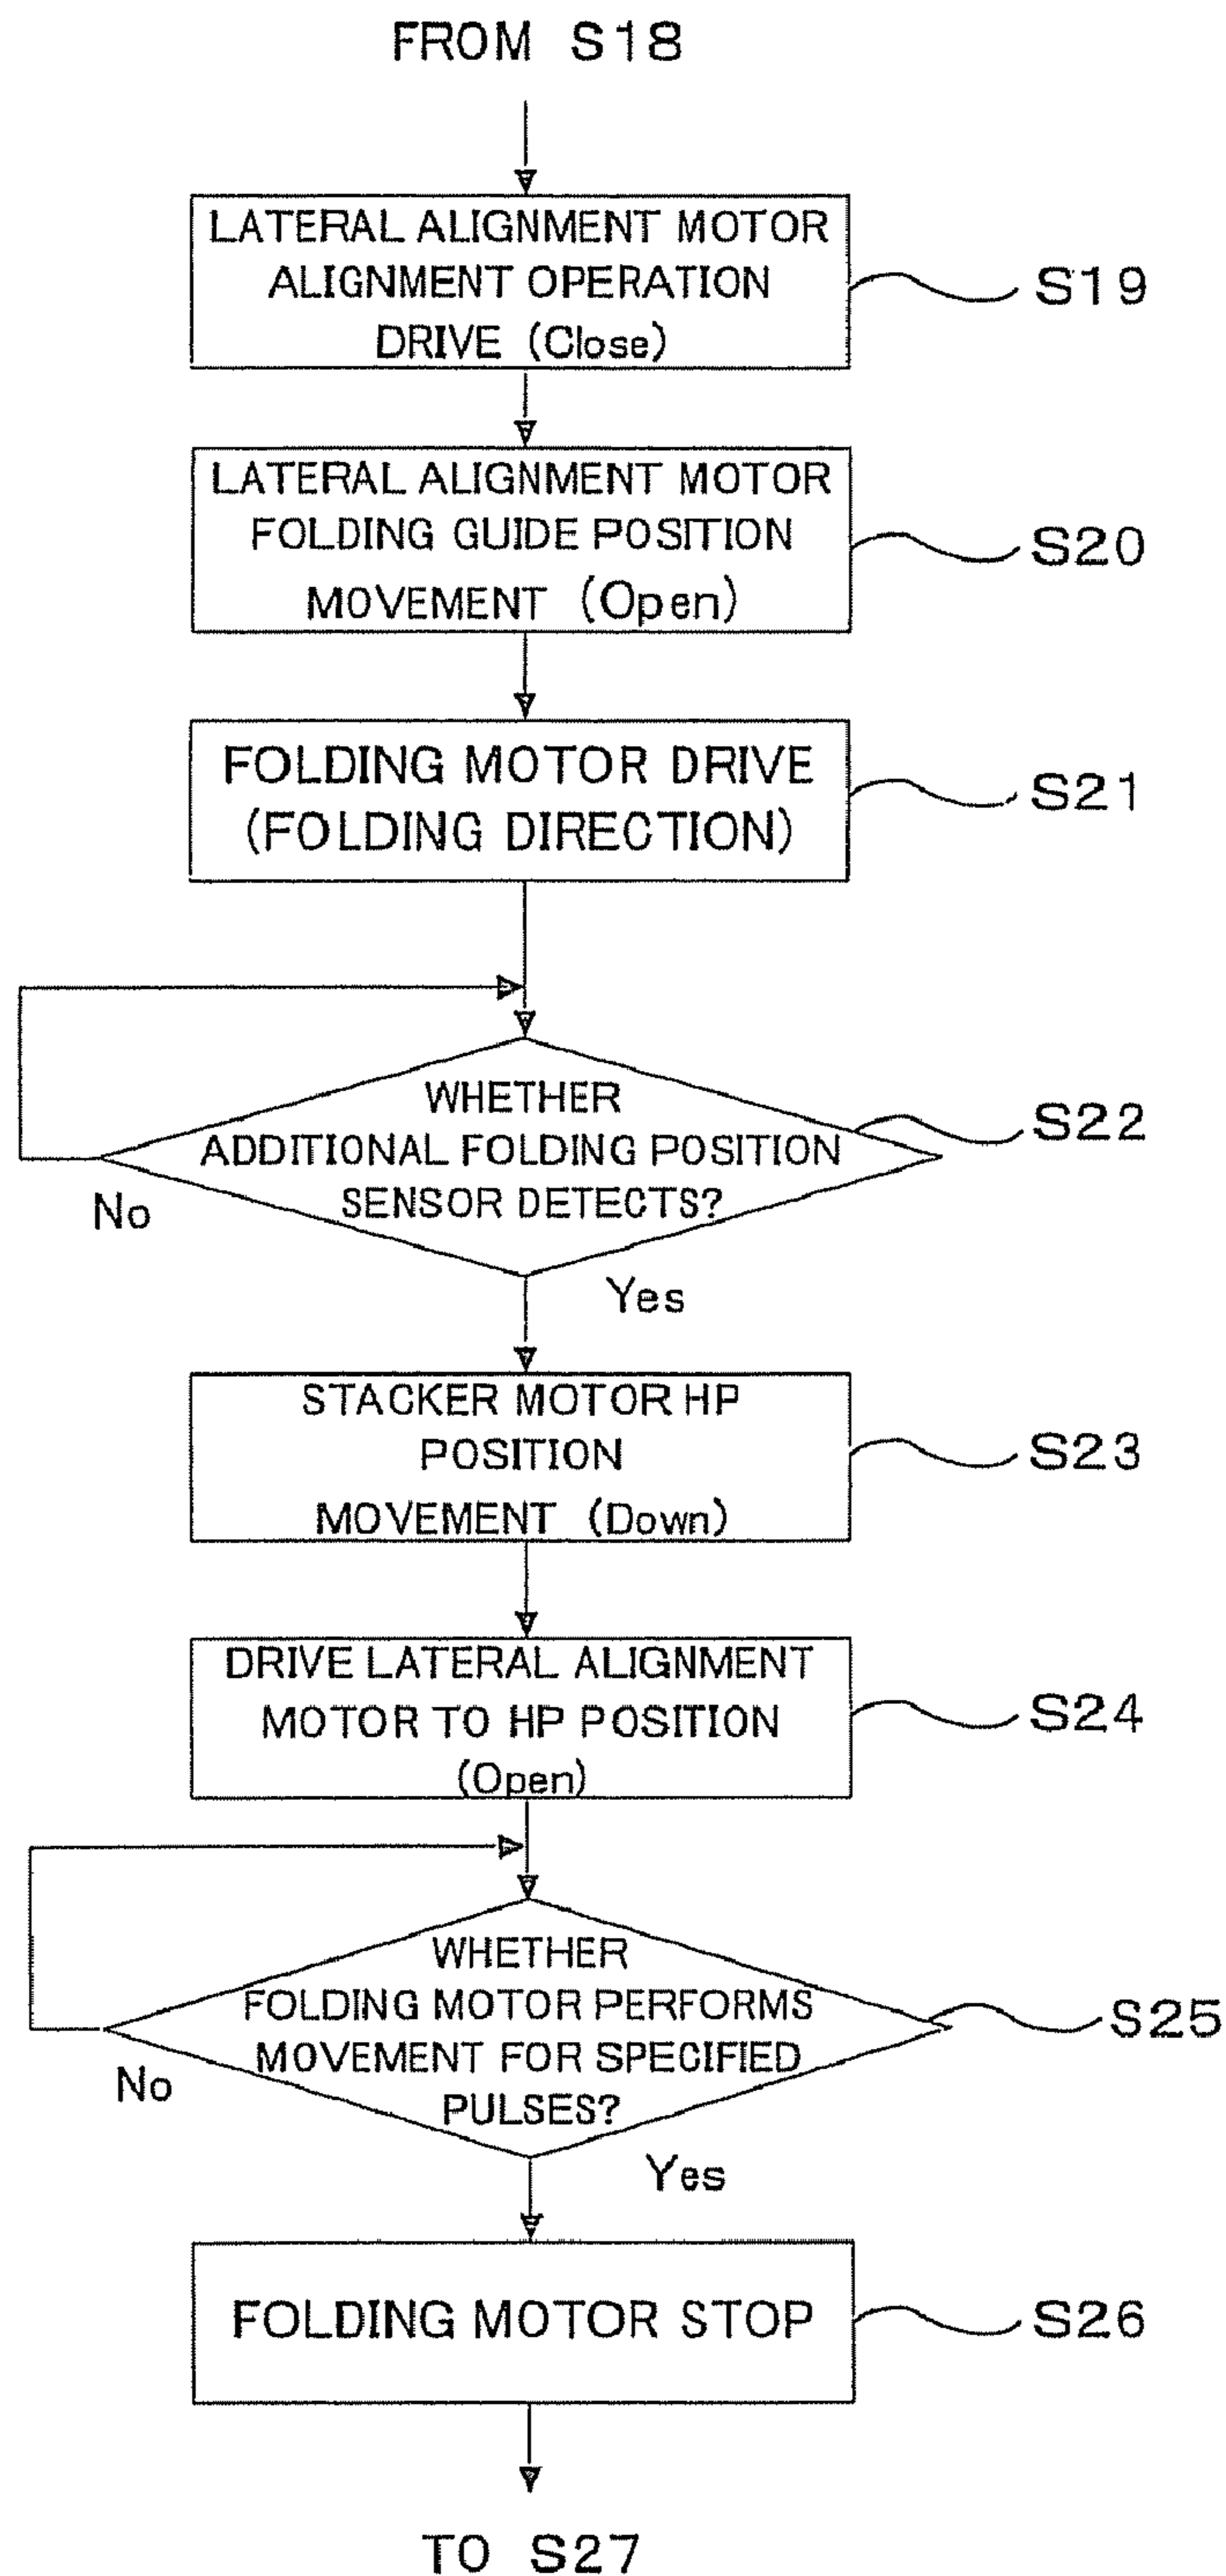 FROM S18
LATERAL ALIGNMENT MOTOR
ALIGNMENT OPERATION
DRIVE (Close)
S19
LATERAL ALIGNMENT MOTOR
FOLDING GUIDE POSITION
MOVEMENT (Open)
S20
FOLDING MOTOR DRIVE
(FOLDING DIRECTION)
S21
WHETHER
ADDITIONAL FOLDING POSITION
SENSOR DETECTS?
S22
No
Yes
STACKER MOTOR HP
POSITION
MOVEMENT (Down)
S23
DRIVE LATERAL ALIGNMENT
MOTOR TO HP POSITION
(Open)
S24
WHETHER
FOLDING MOTOR PERFORMS
MOVEMENT FOR SPECIFIED
PULSES?
S25
No
Yes
FOLDING MOTOR STOP
S26
TO S27